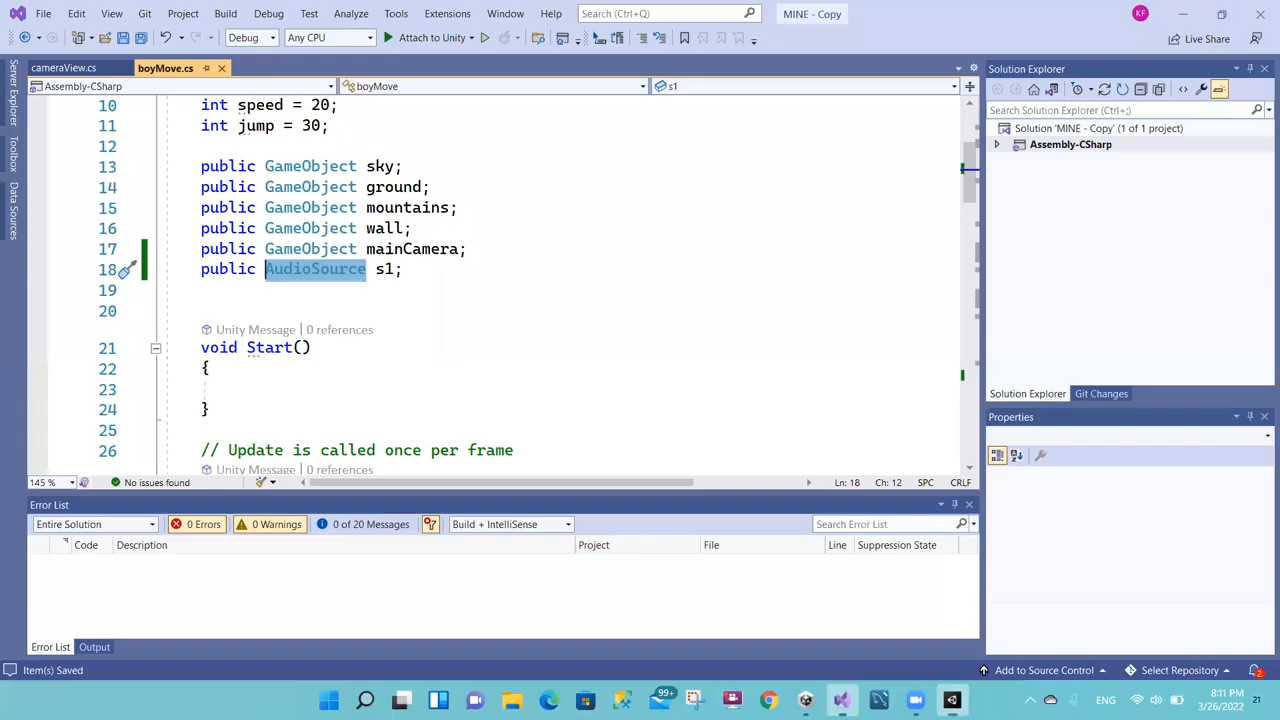 File Edit View Git Project Build Debug Test Analyze Tools Extensions Window Help Search (Ctrl+Q) MINE - Copy KF
Debug Any CPU Attach to Unity Live Share
cameraView.cs boyMove.cs
Assembly-CSharp boyMove s1
Server Explorer
Toolbox
Data Sources
10 int speed = 20;
11 int jump = 30;
12
13 public GameObject sky;
14 public GameObject ground;
15 public GameObject mountains;
16 public GameObject wall;
17 public GameObject mainCamera;
18 public AudioSource s1;
19
20
Unity Message | 0 references
21 void Start()
22 {
23
24 }
25
26 // Update is called once per frame
Unity Message | 0 references
145 % No issues found Ln: 18 Ch: 12 SPC CRLF
Error List
Entire Solution 0 Errors 0 Warnings 0 of 20 Messages Build + IntelliSense Search Error List
Code Description Project File Line Suppression State
Error List Output
Solution Explorer
Search Solution Explorer (Ctrl+;)
Solution 'MINE - Copy' (1 of 1 project)
Assembly-CSharp
Solution Explorer Git Changes
Properties
Item(s) Saved Add to Source Control Select Repository 2
99+ ENG 8:11 PM 21
3/26/2022